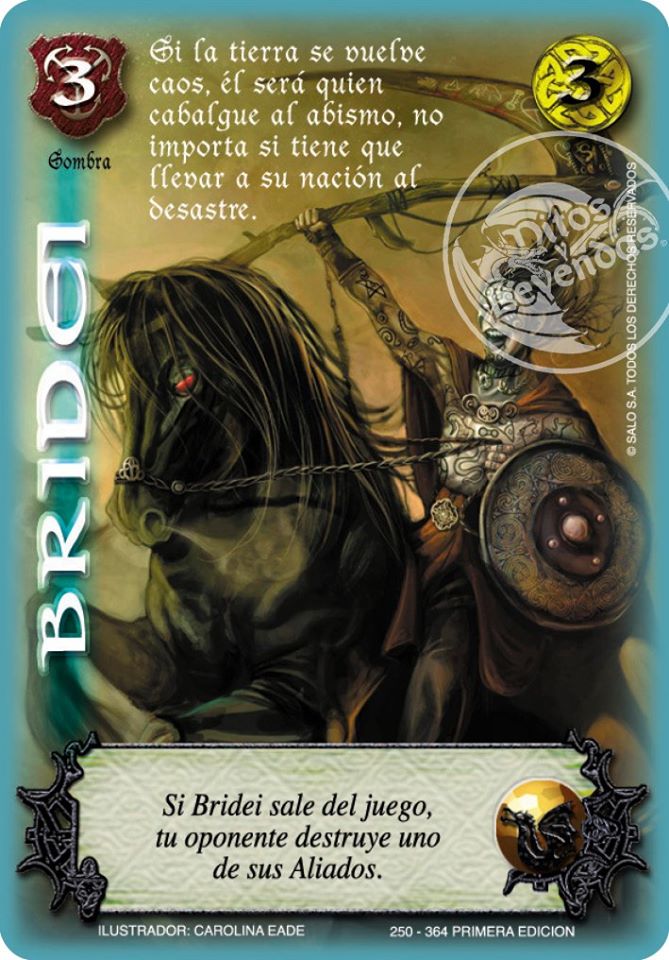 3
Si la tierra se vuelve
caos, él será quien
cabalgue al abismo, no
importa si tiene que
llevar a su nación al
desastre.
3
Sombra
BRIDEI
Mitos
Leyendas
© SALO S.A. TODOS LOS DERECHOS RESERVADOS
Si Bridei sale del juego,
tu oponente destruye uno
de sus Aliados.
ILUSTRADOR: CAROLINA EADE
250 - 364 PRIMERA EDICION